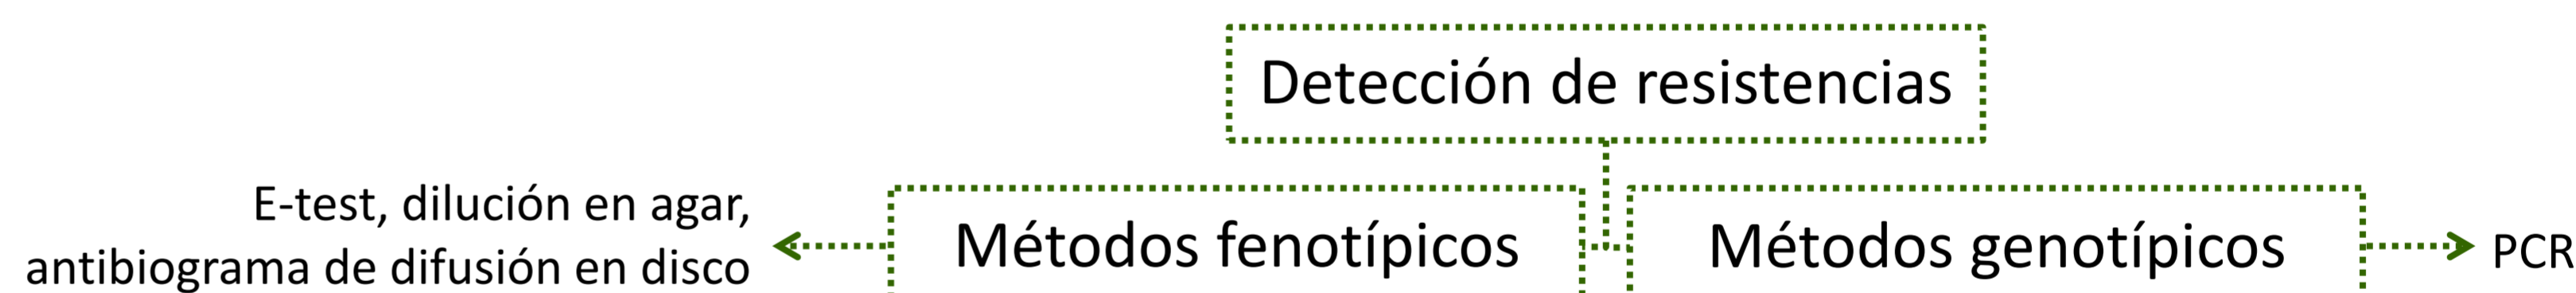 Detección de resistencias
E-test, dilución en agar,
antibiograma de difusión en disco
Métodos fenotípicos
Métodos genotípicos
PCR